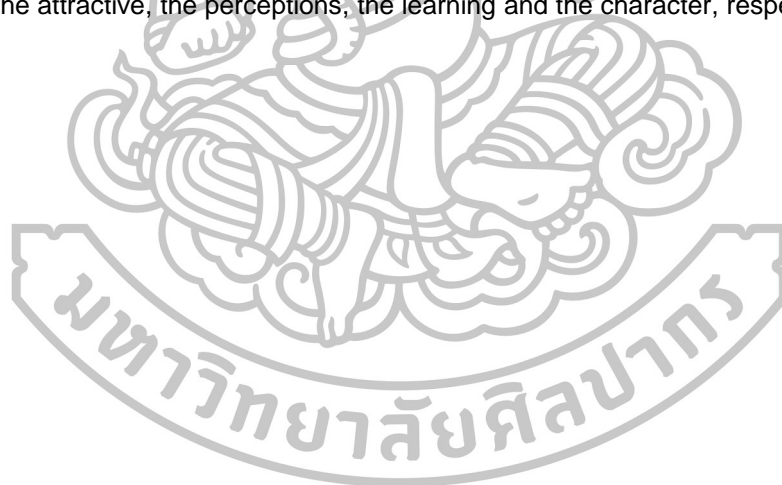 he attractive, the perceptions, the learning and the character, respe
มหาวิทยาลัยศิลปากร